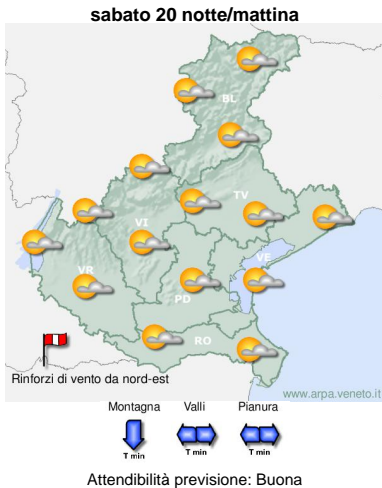 sabato 20 notte/mattina
BL
TV
VI
VE
VR
PD
RO
Rinforzi di vento da nord-est
www.arpa.veneto.it
Montagna Valli Pianura
T min T min T min
Attendibilità previsione: Buona